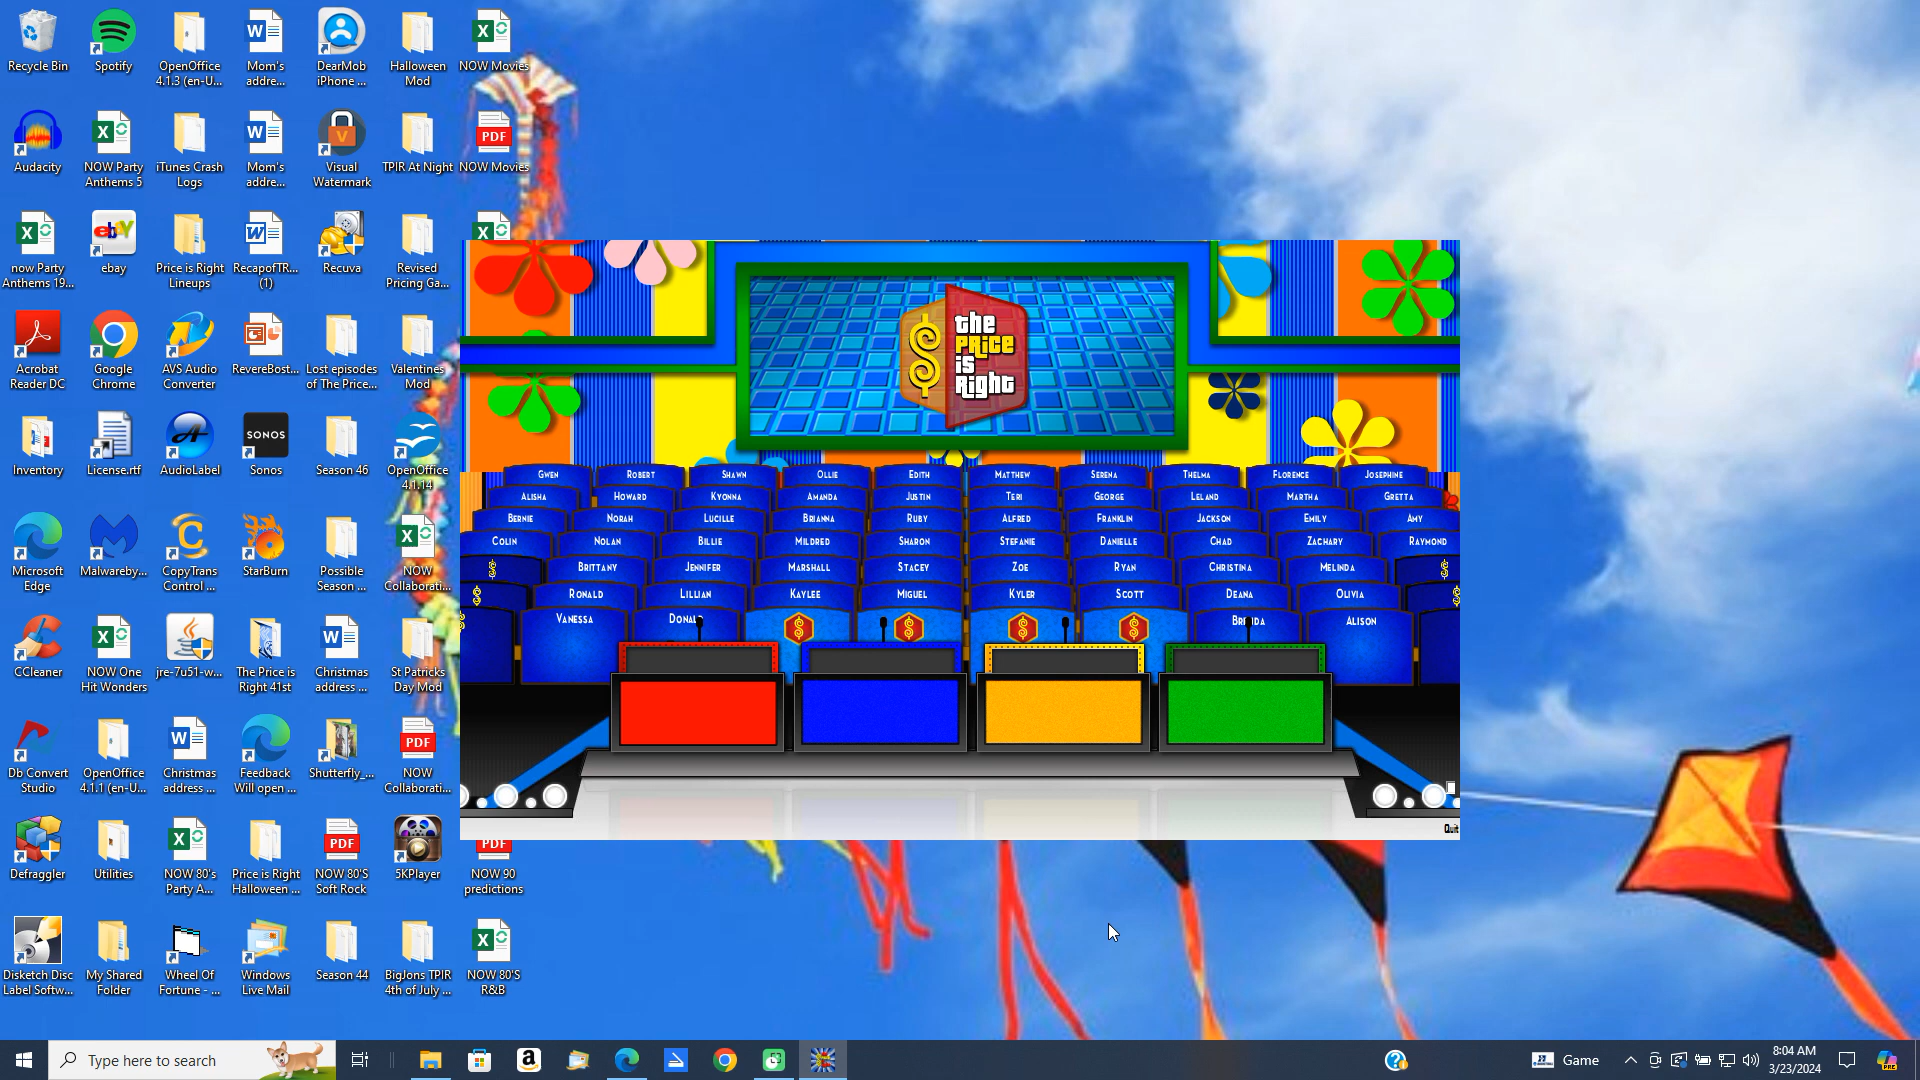 Recycle Bin
Spotify
OpenOffice
4.1.3 (en-U...
Mom's
addre...
DearMob
iPhone ...
Halloween
Mod
NOW Movies
Audacity
NOW Party
Anthems 5
iTunes Crash
Logs
Mom's
addre...
Visual
Watermark
TPIR At Night
PDF
NOW Movies
now Party
Anthems 19...
ebay
Price is Right
Lineups
RecapofTR...
(1)
Recuva
Revised
Pricing Ga...
Acrobat
Reader DC
Google
Chrome
AVS Audio
Converter
RevereBost...
Lost episodes
of The Price...
Valentines
Mod
Inventory
License.rtf
AudioLabel
SONOS
Sonos
Season 46
OpenOffice
4.1.14
Microsoft
Edge
Malwareby...
CopyTrans
Control ...
StarBurn
Possible
Season ...
NOW
Collaborati...
CCleaner
NOW One
Hit Wonders
jre-7u51-w...
The Price is
Right 41st
Christmas
address ...
St Patricks
Day Mod
Db Convert
Studio
OpenOffice
4.1.1 (en-U...
Christmas
address ...
Feedback
Will open ...
Shutterfly_...
PDF
NOW
Collaborati...
Defraggler
Utilities
NOW 80's
Party A...
Price is Right
Halloween ...
PDF
NOW 80'S
Soft Rock
5KPlayer
PDF
NOW 90
predictions
Disketch Disc
Label Softw...
My Shared
Folder
Wheel Of
Fortune - ...
Windows
Live Mail
Season 44
BigJons TPIR
4th of July ...
NOW 80'S
R&B
the
PRice
is
Right
GWEN ROBERT SHAWN OLLIE EDITH MATTHEW SERENA THELMA FLORENCE JOSEPHINE
ALISHA HOWARD KYONNA AMANDA JUSTIN TERI GEORGE LELAND MARTHA GRETTA
BERNIE NORAH LUCILLE BRIANNA RUBY ALFRED FRANKLIN JACKSON EMILY AMY
COLIN NOLAN BILLIE MILDRED SHARON STEFANIE DANIELLE CHAD ZACHARY RAYMOND
BRITTANY JENNIFER MARSHALL STACEY ZOE RYAN CHRISTINA MELINDA
RONALD LILLIAN KAYLEE MIGUEL KYLER SCOTT DEANA OLIVIA
VANESSA DONALD BRENDA ALISON
Quit
Type here to search
Game
8:04 AM
3/23/2024